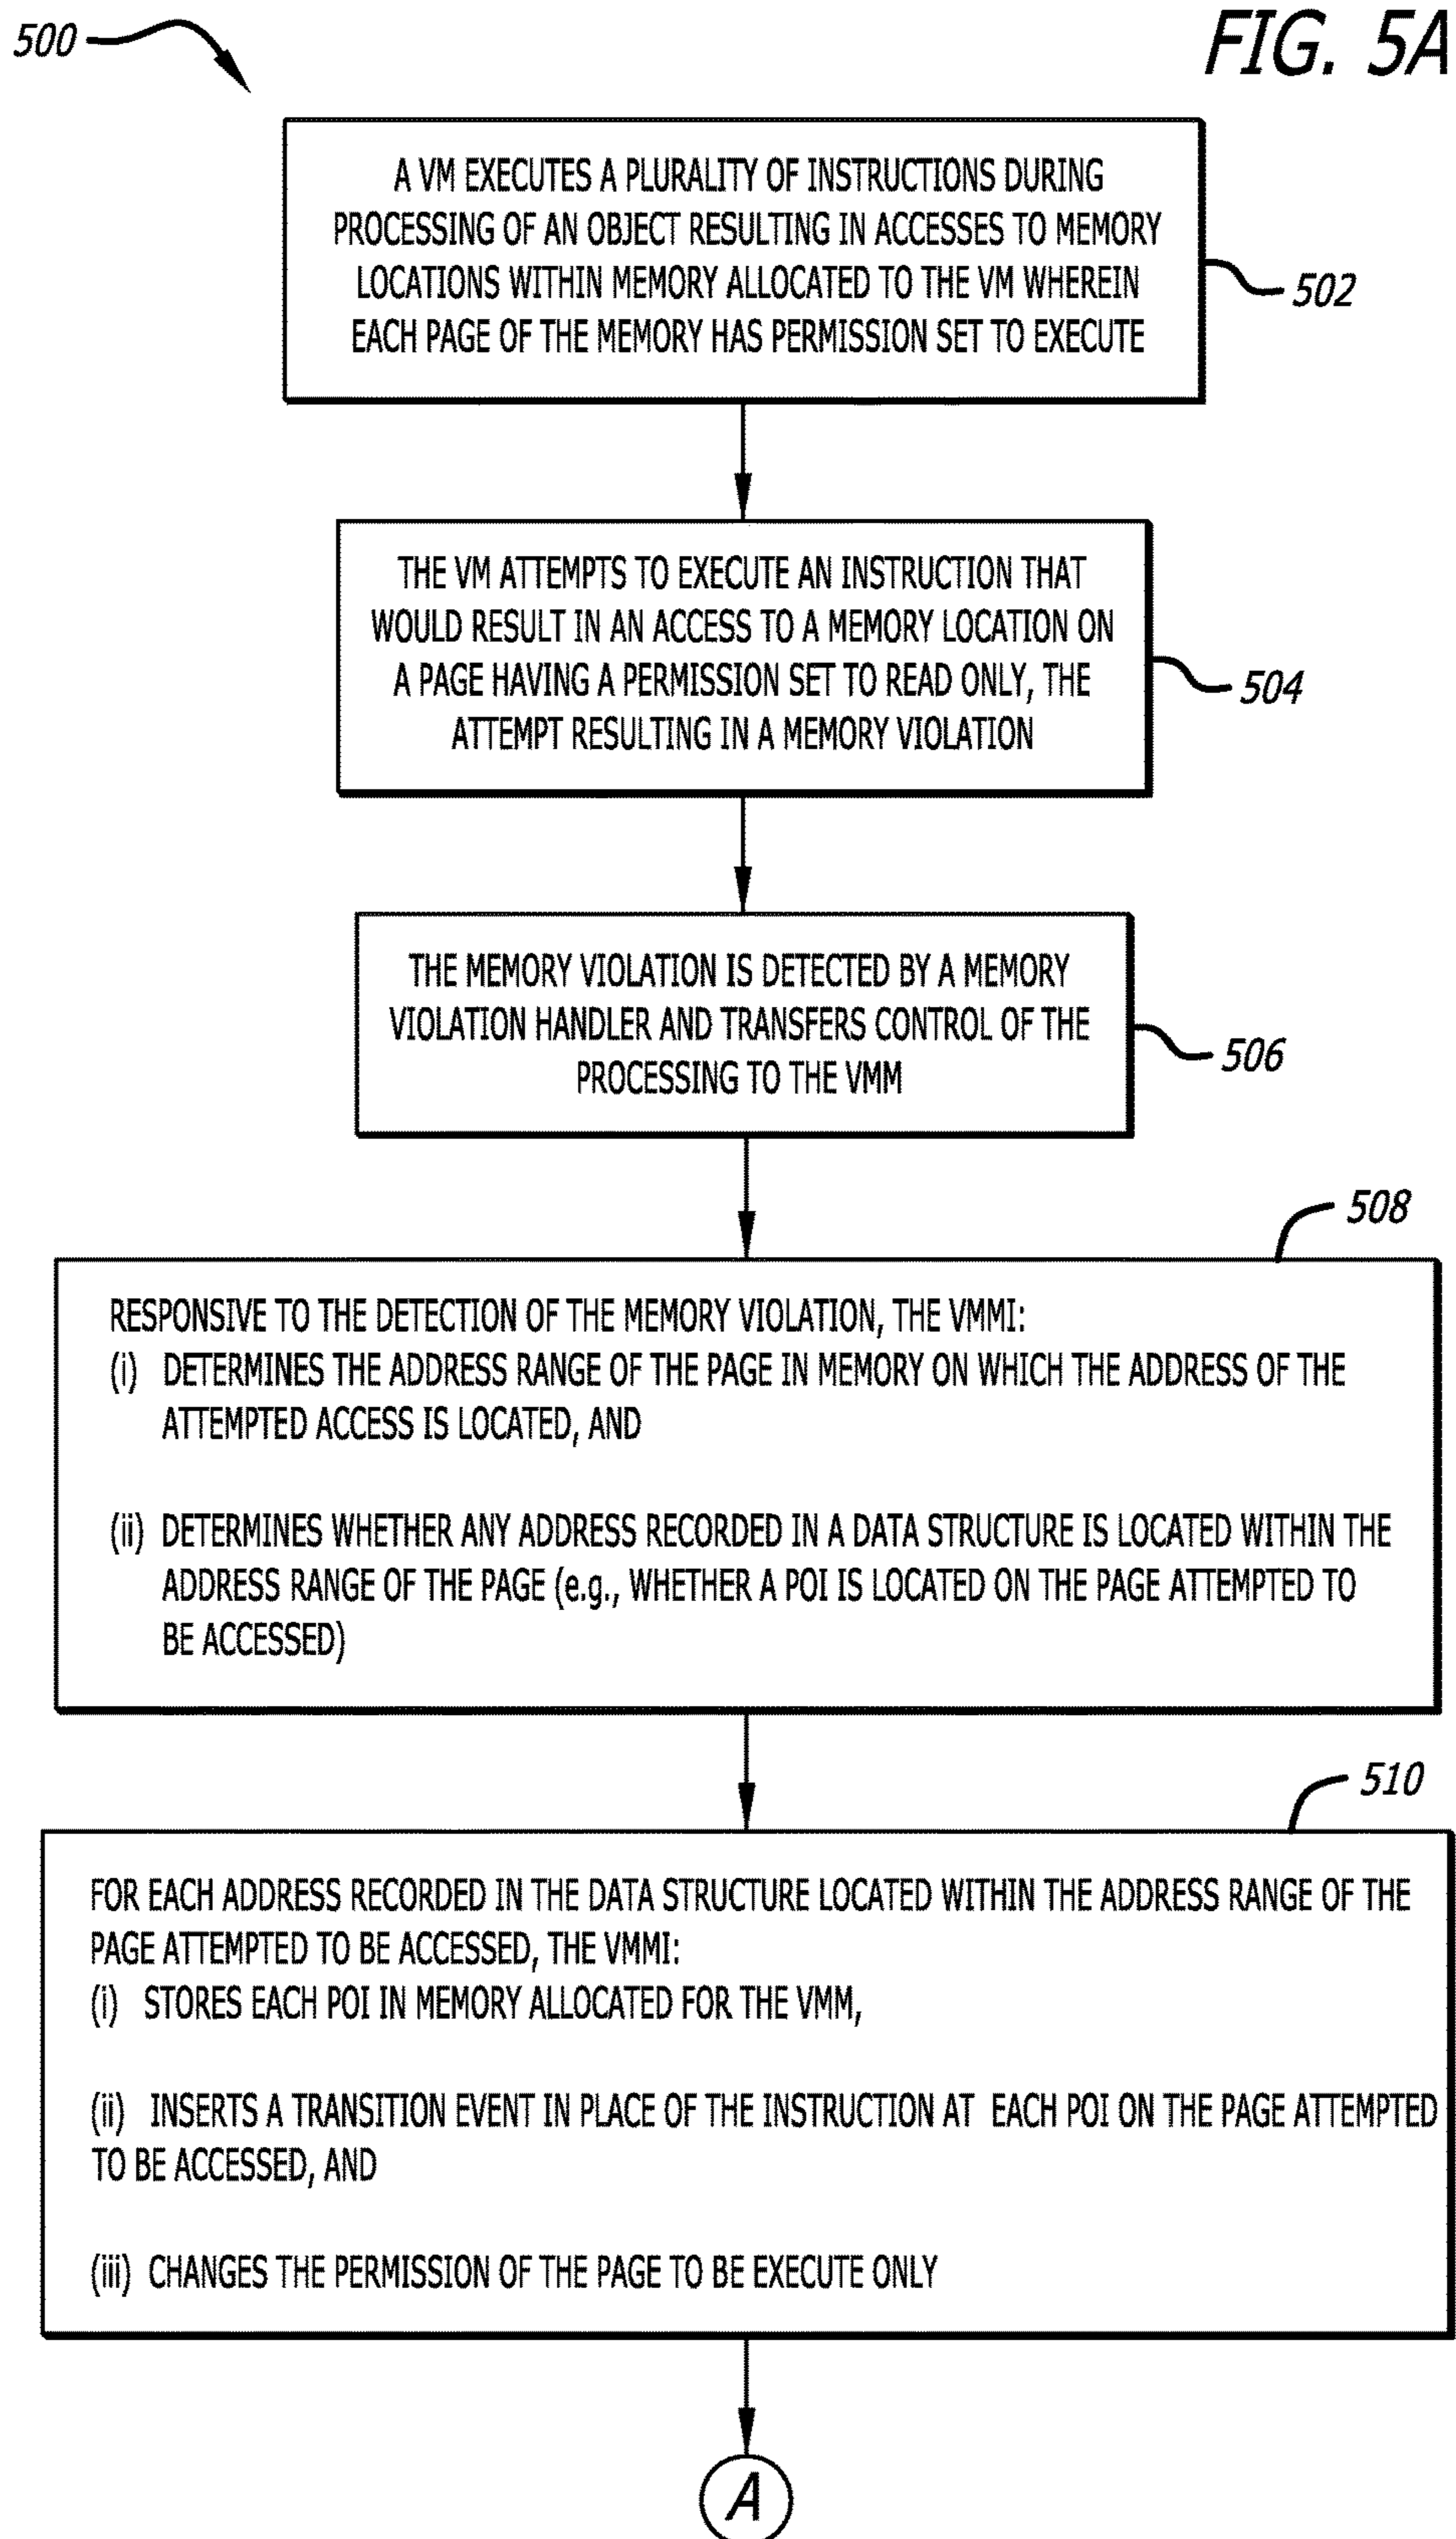 500
FIG. 5A
A VM EXECUTES A PLURALITY OF INSTRUCTIONS DURING
PROCESSING OF AN OBJECT RESULTING IN ACCESSES TO MEMORY
LOCATIONS WITHIN MEMORY ALLOCATED TO THE VM WHEREIN
EACH PAGE OF THE MEMORY HAS PERMISSION SET TO EXECUTE
502
THE VM ATTEMPTS TO EXECUTE AN INSTRUCTION THAT
WOULD RESULT IN AN ACCESS TO A MEMORY LOCATION ON
A PAGE HAVING A PERMISSION SET TO READ ONLY, THE
ATTEMPT RESULTING IN A MEMORY VIOLATION
504
THE MEMORY VIOLATION IS DETECTED BY A MEMORY
VIOLATION HANDLER AND TRANSFERS CONTROL OF THE
PROCESSING TO THE VMM
506
508
RESPONSIVE TO THE DETECTION OF THE MEMORY VIOLATION, THE VMMI:
(i) DETERMINES THE ADDRESS RANGE OF THE PAGE IN MEMORY ON WHICH THE ADDRESS OF THE
ATTEMPTED ACCESS IS LOCATED, AND
(ii) DETERMINES WHETHER ANY ADDRESS RECORDED IN A DATA STRUCTURE IS LOCATED WITHIN THE
ADDRESS RANGE OF THE PAGE (e.g., WHETHER A POI IS LOCATED ON THE PAGE ATTEMPTED TO
BE ACCESSED)
510
FOR EACH ADDRESS RECORDED IN THE DATA STRUCTURE LOCATED WITHIN THE ADDRESS RANGE OF THE
PAGE ATTEMPTED TO BE ACCESSED, THE VMMI:
(i) STORES EACH POI IN MEMORY ALLOCATED FOR THE VMM,
(ii) INSERTS A TRANSITION EVENT IN PLACE OF THE INSTRUCTION AT EACH POI ON THE PAGE ATTEMPTED
TO BE ACCESSED, AND
(iii) CHANGES THE PERMISSION OF THE PAGE TO BE EXECUTE ONLY
A